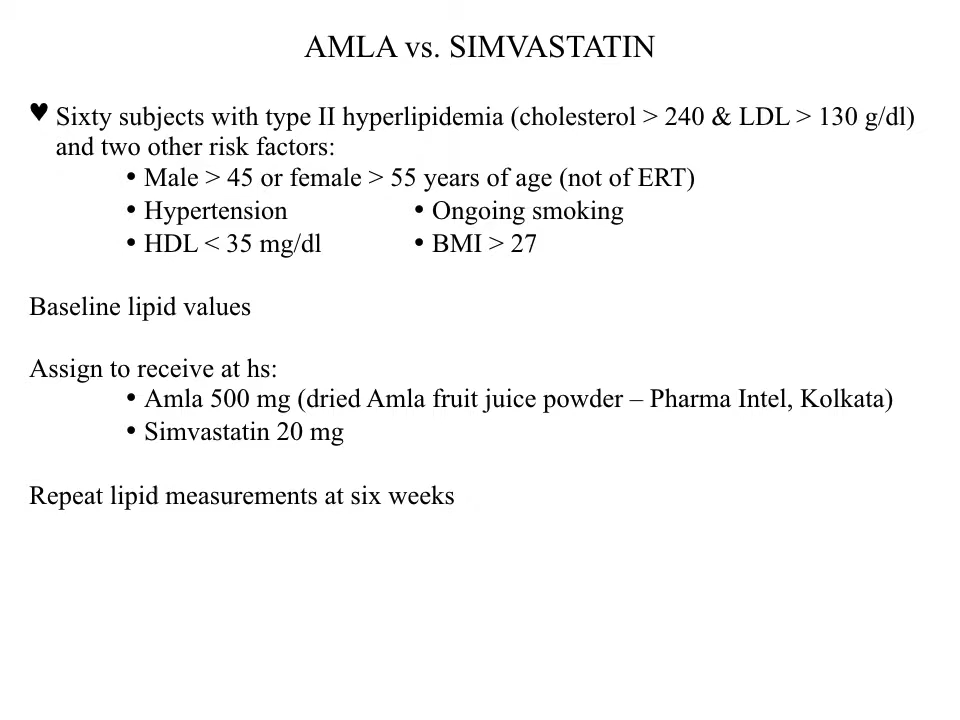 AMLA vs. SIMVASTATIN
♥ Sixty subjects with type II hyperlipidemia (cholesterol > 240 & LDL > 130 g/dl)
and two other risk factors:
• Male > 45 or female > 55 years of age (not of ERT)
• Hypertension • Ongoing smoking
• HDL < 35 mg/dl • BMI > 27
Baseline lipid values
Assign to receive at hs:
• Amla 500 mg (dried Amla fruit juice powder – Pharma Intel, Kolkata)
• Simvastatin 20 mg
Repeat lipid measurements at six weeks